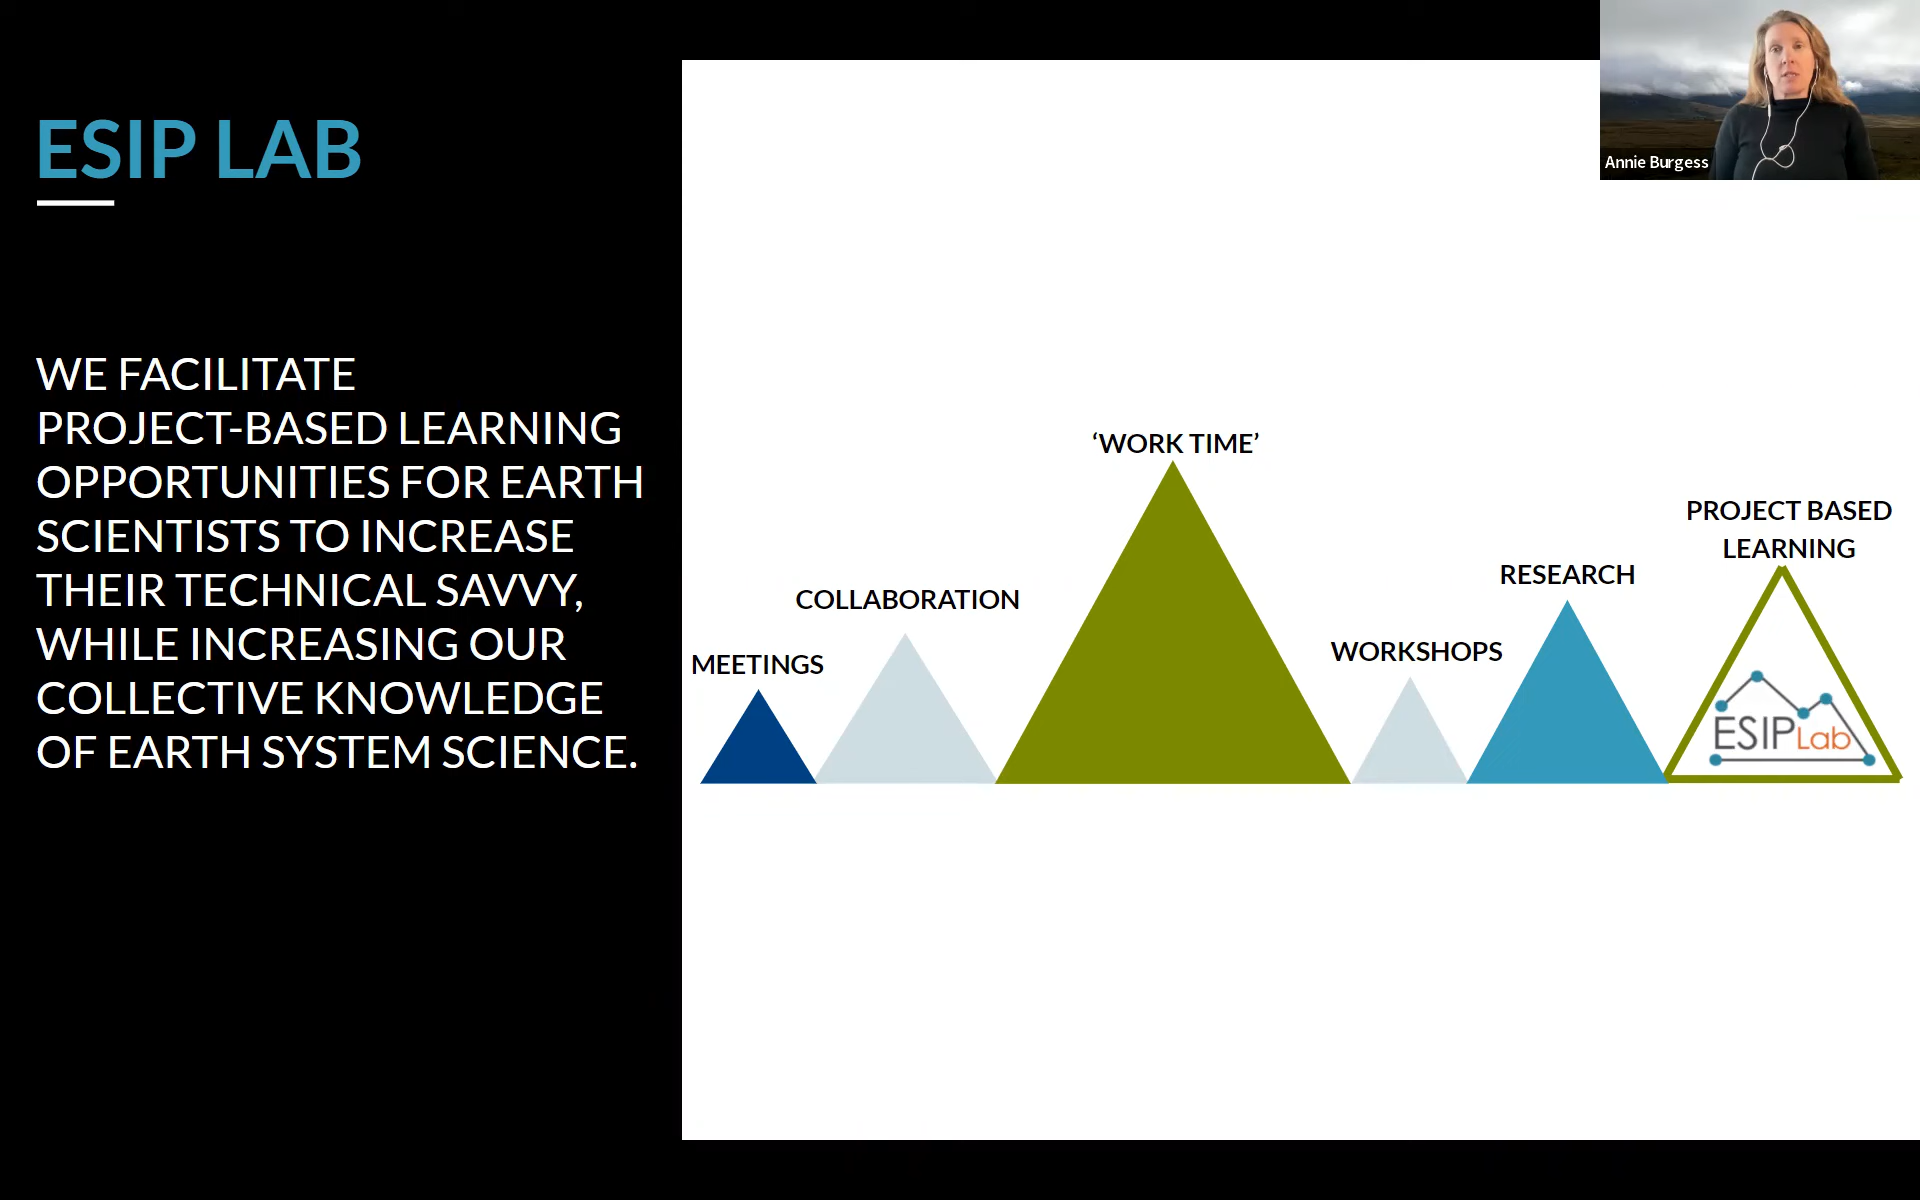 ESIP LAB
WE FACILITATE
PROJECT-BASED LEARNING
OPPORTUNITIES FOR EARTH
SCIENTISTS TO INCREASE
THEIR TECHNICAL SAVVY,
WHILE INCREASING OUR
COLLECTIVE KNOWLEDGE
OF EARTH SYSTEM SCIENCE.
MEETINGS
COLLABORATION
‘WORK TIME’
WORKSHOPS
RESEARCH
PROJECT BASED
LEARNING
ESIPLab
Annie Burgess